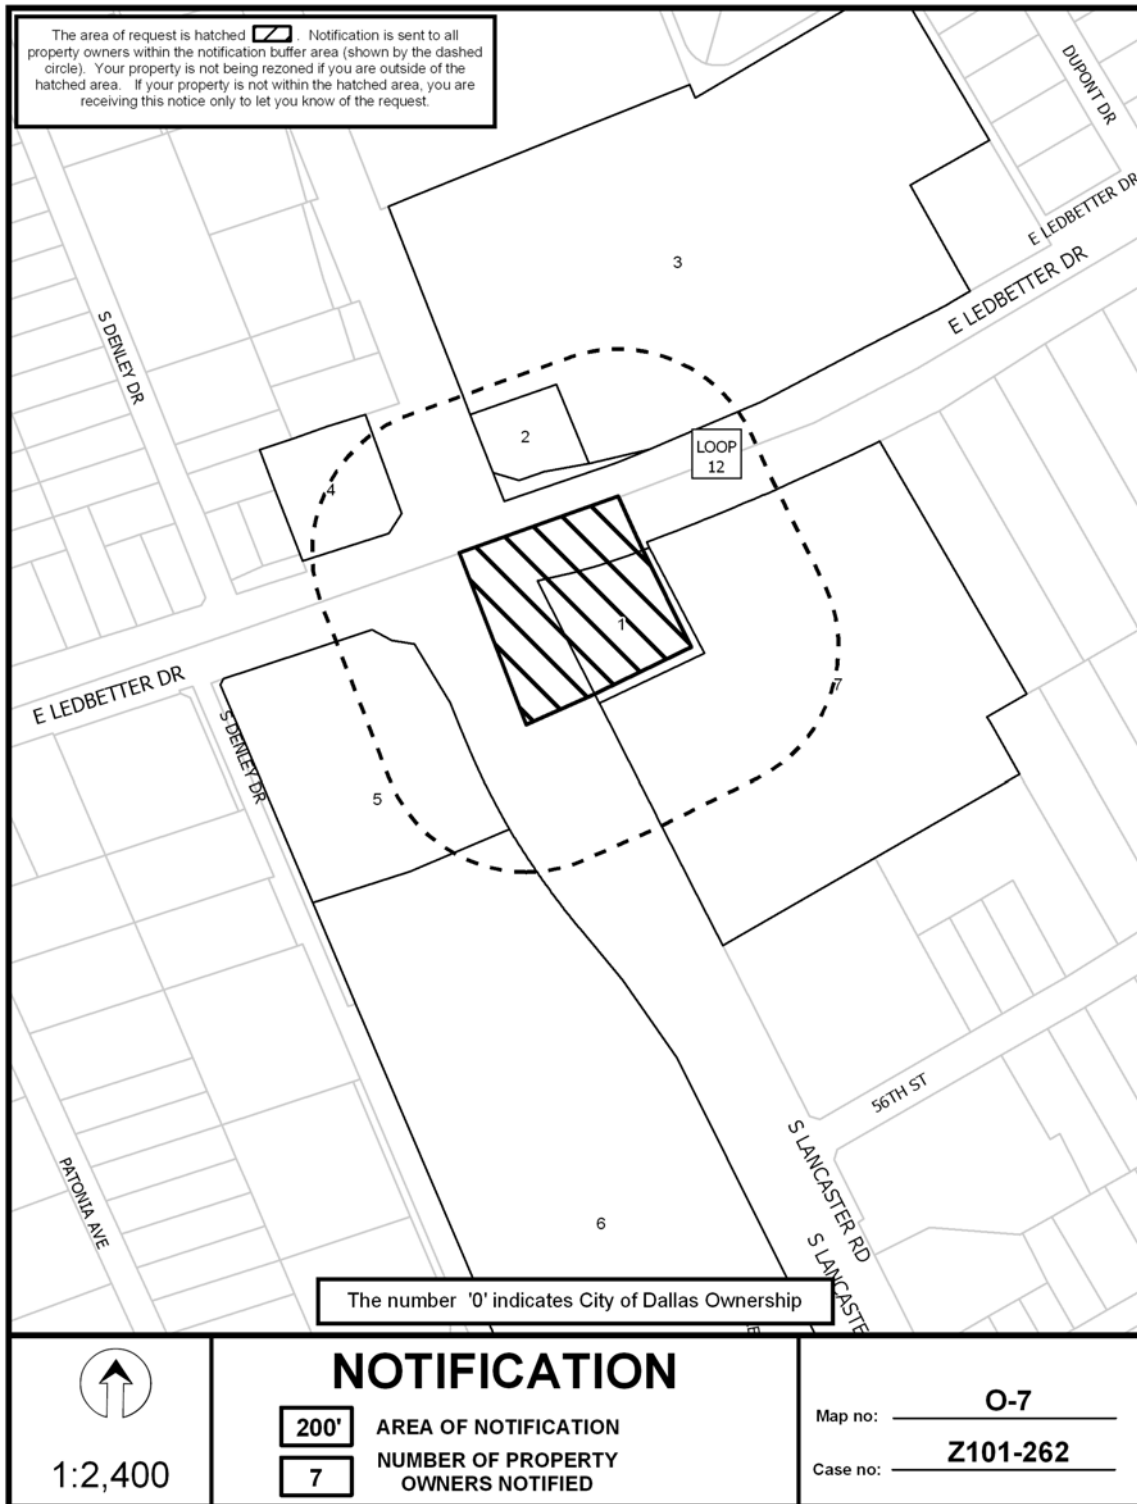 The area of request is hatched . Notification is sent to all
property owners within the notification buffer area (shown by the dashed
circle). Your property is not being rezoned if you are outside of the
hatched area. If your property is not within the hatched area, you are
receiving this notice only to let you know of the request.
DUPONT DR
E LEDBETTER DR
E LEDBETTER DR
3
S DENLEY DR
2
LOOP
12
4
1
7
E LEDBETTER DR
S DENLEY DR
5
56TH ST
S LANCASTER RD
PATONIA AVE
6
S LANCASTE
The number '0' indicates City of Dallas Ownership
1:2,400
NOTIFICATION
200' AREA OF NOTIFICATION
7 NUMBER OF PROPERTY
OWNERS NOTIFIED
Map no: O-7
Case no: Z101-262